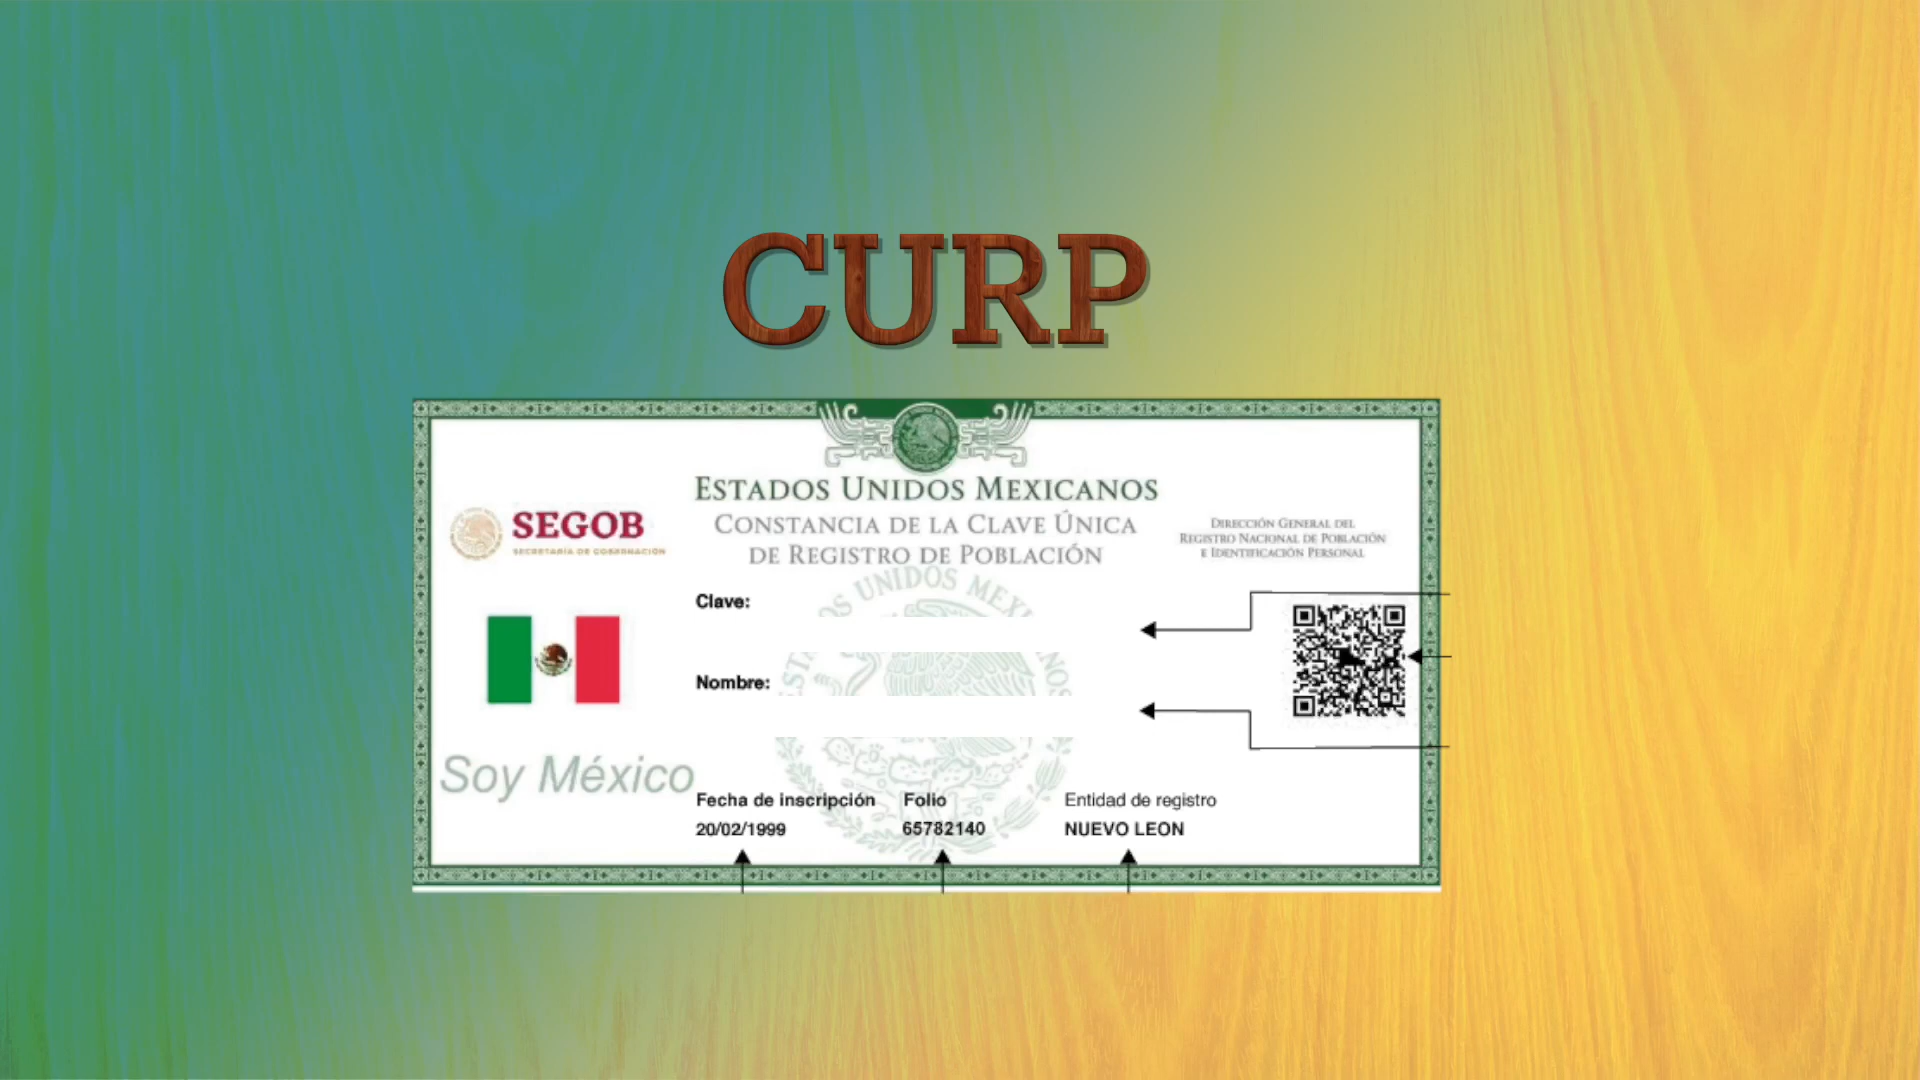 CURP
ESTADOS UNIDOS MEXICANOS
CONSTANCIA DE LA CLAVE ÚNICA
DE REGISTRO DE POBLACIÓN
SEGOB
SECRETARÍA DE GOBERNACIÓN
DIRECCIÓN GENERAL DEL
REGISTRO NACIONAL DE POBLACIÓN
E IDENTIFICACIÓN PERSONAL
Clave:
Nombre:
Soy México
Fecha de inscripción Folio Entidad de registro
20/02/1999 65782140 NUEVO LEON